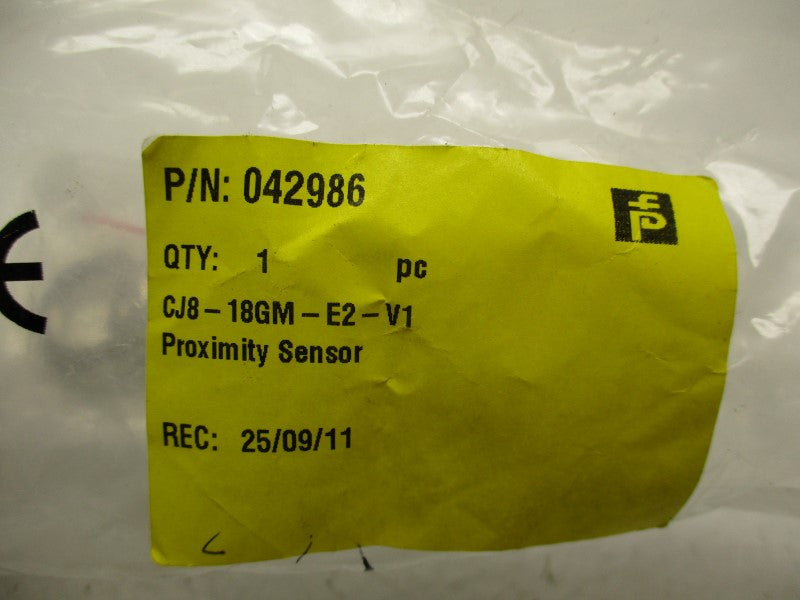 P/N: 042986
QTY: 1 pc
CJ8-18GM-E2-V1
Proximity Sensor
REC: 25/09/11